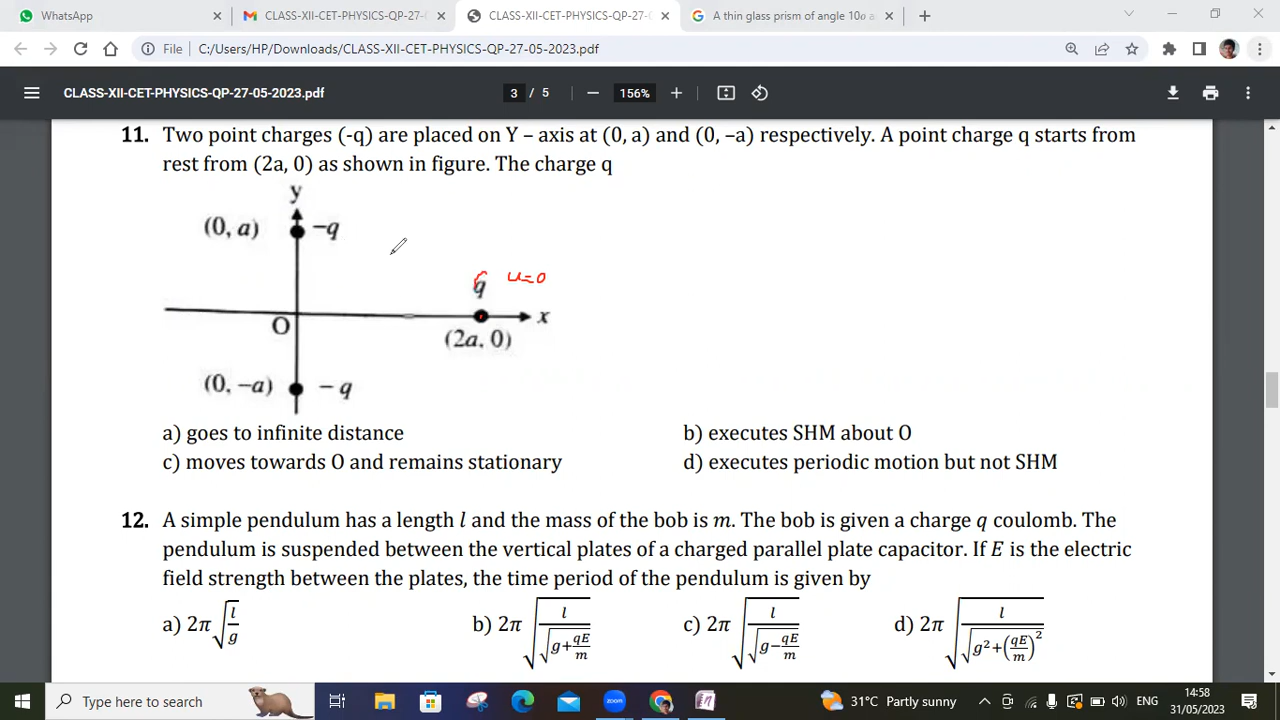 WhatsApp
CLASS-XII-CET-PHYSICS-QP-27-05-
CLASS-XII-CET-PHYSICS-QP-27-05-2
A thin glass prism of angle 10o a
File C:/Users/HP/Downloads/CLASS-XII-CET-PHYSICS-QP-27-05-2023.pdf
CLASS-XII-CET-PHYSICS-QP-27-05-2023.pdf 3 / 5 156%
11. Two point charges (-q) are placed on Y – axis at (0, a) and (0, –a) respectively. A point charge q starts from
rest from (2a, 0) as shown in figure. The charge q
y
(0, a) –q
q u=0
O x
(2a, 0)
(0, –a) – q
a) goes to infinite distance b) executes SHM about O
c) moves towards O and remains stationary d) executes periodic motion but not SHM
12. A simple pendulum has a length l and the mass of the bob is m. The bob is given a charge q coulomb. The
pendulum is suspended between the vertical plates of a charged parallel plate capacitor. If E is the electric
field strength between the plates, the time period of the pendulum is given by
a) 2π√(l/g) b) 2π√(l/√(g+qE/m)) c) 2π√(l/√(g−qE/m)) d) 2π√(l/√(g²+(qE/m)²))
Type here to search
zoom
31°C Partly sunny
ENG
14:58
31/05/2023